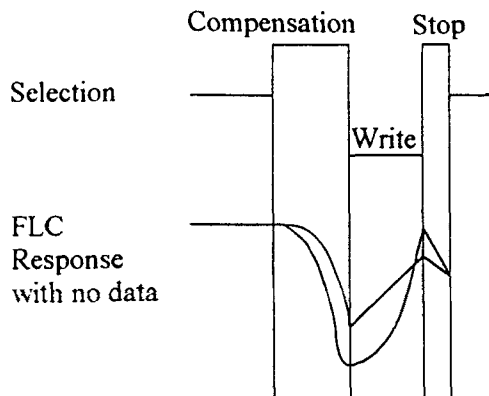 Compensation Stop
Selection
Write
FLC
Response
with no data